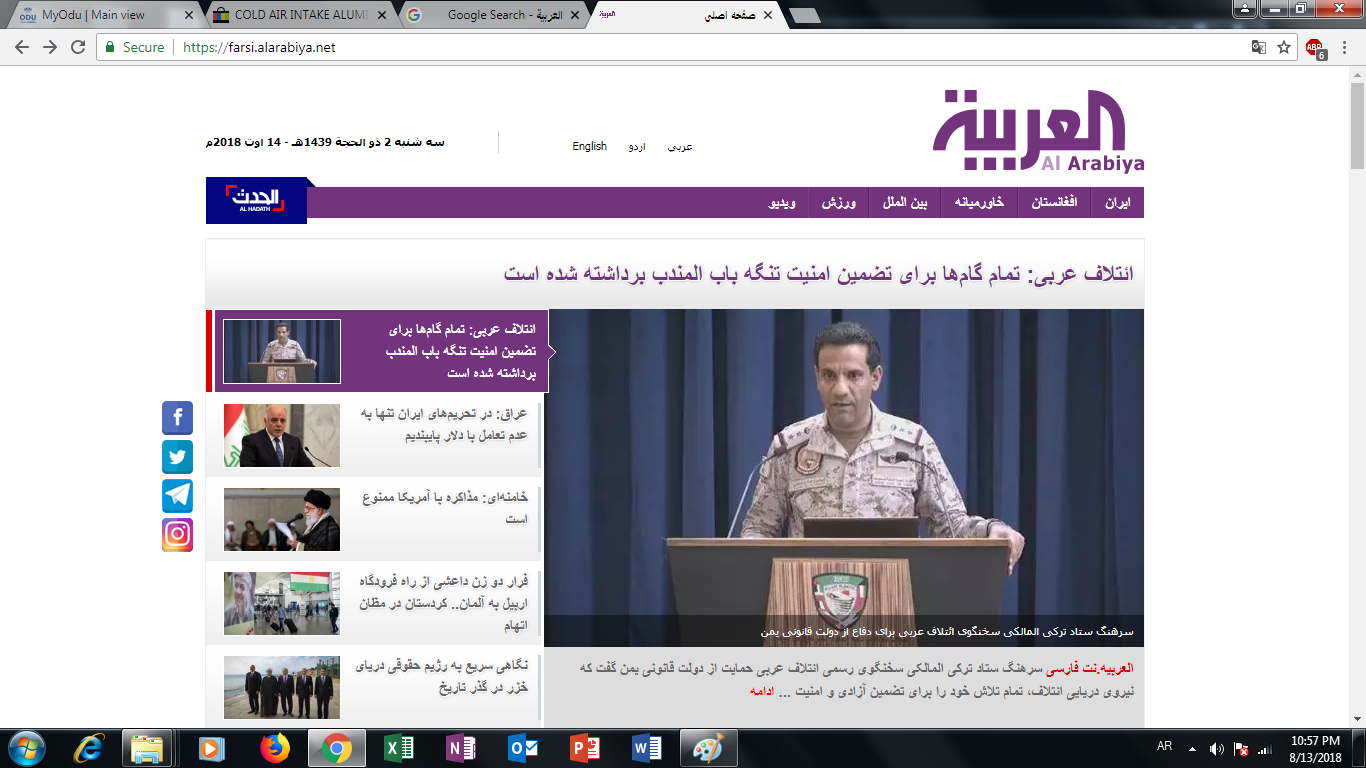 MyOdu | Main view
COLD AIR INTAKE ALUMI
Google Search - العربية
صفحه اصلی
Secure
https://farsi.alarabiya.net
ABP
6
العربية
Al Arabiya
سه شنبه 2 ذو الحجة 1439هـ - 14 اوت 2018م
English
اردو
عربي
الحدث
AL HADATH
ایران
افغانستان
خاورمیانه
بین الملل
ورزش
ویدیو
ائتلاف عربی: تمام گام‌ها برای تضمین امنیت تنگه باب المندب برداشته شده است
ائتلاف عربی: تمام گام‌ها برای
تضمین امنیت تنگه باب المندب
برداشته شده است
عراق: در تحریم‌های ایران تنها به
عدم تعامل با دلار پایبندیم
خامنه‌ای: مذاکره با آمریکا ممنوع
است
فرار دو زن داعشی از راه فرودگاه
اربیل به آلمان.. کردستان در مظان
اتهام
نگاهی سریع به رژیم حقوقی دریای
خزر در گذر تاریخ
سرهنگ ستاد ترکی المالکی سخنگوی ائتلاف عربی برای دفاع از دولت قانونی یمن
العربیه.نت فارسی سرهنگ ستاد ترکی المالکی سخنگوی رسمی ائتلاف عربی حمایت از دولت قانونی یمن گفت که
نیروی دریایی ائتلاف، تمام تلاش خود را برای تضمین آزادی و امنیت ... ادامه
AR
10:57 PM
8/13/2018